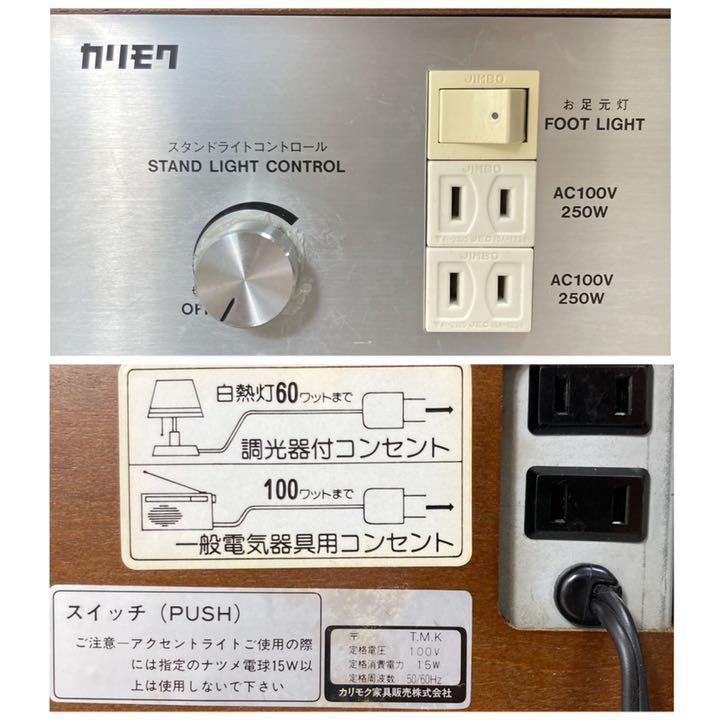 カリモク
スタンドライトコントロール
STAND LIGHT CONTROL
OFF
JIMBO
お足元灯
FOOT LIGHT
JIMBO
AC100V
250W
JIMBO
AC100V
250W
白熱灯60ワットまで
調光器付コンセント
100ワットまで
一般電気器具用コンセント
スイッチ（PUSH）
ご注意ーアクセントライトご使用の際
には指定のナツメ電球15W以
上は使用しないで下さい
〒 T.M.K
定格電圧 100V
定格消費電力 15W
定格周波数 50/60Hz
カリモク家具販売株式会社